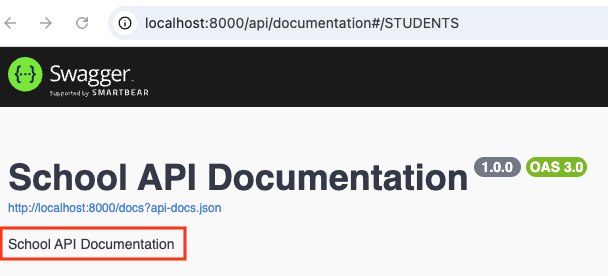 localhost:8000/api/documentation#/STUDENTS
Swagger
Supported by SMARTBEAR
School API Documentation 1.0.0 OAS 3.0
http://localhost:8000/docs?api-docs.json
School API Documentation